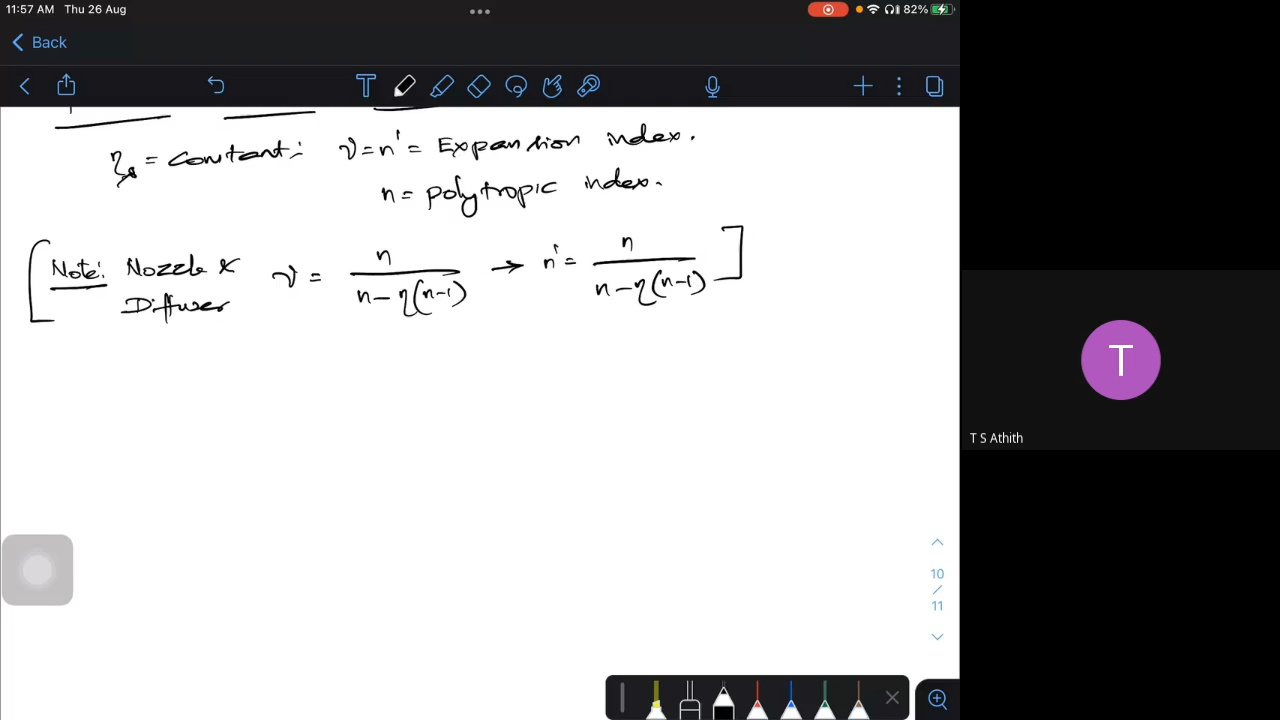 11:57 AM Thu 26 Aug
82%
Back
T
ηs = constant: ν = n' = Expansion index.
n = polytropic index.
[Note: Nozzle & Diffuser ν = n / n-η(n-1) → n' = n / n-η(n-1)]
10
/
11
T
T S Athith